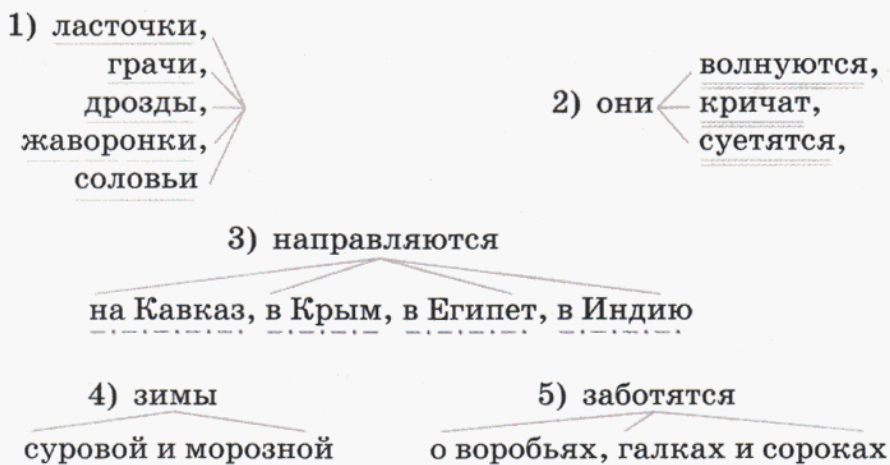 1) ласточки,
грачи,
дрозды,
жаворонки,
соловьи
2) они
волнуются,
кричат,
суетятся,
3) направляются
на Кавказ, в Крым, в Египет, в Индию
4) зимы
суровой и морозной
5) заботятся
о воробьях, галках и сороках